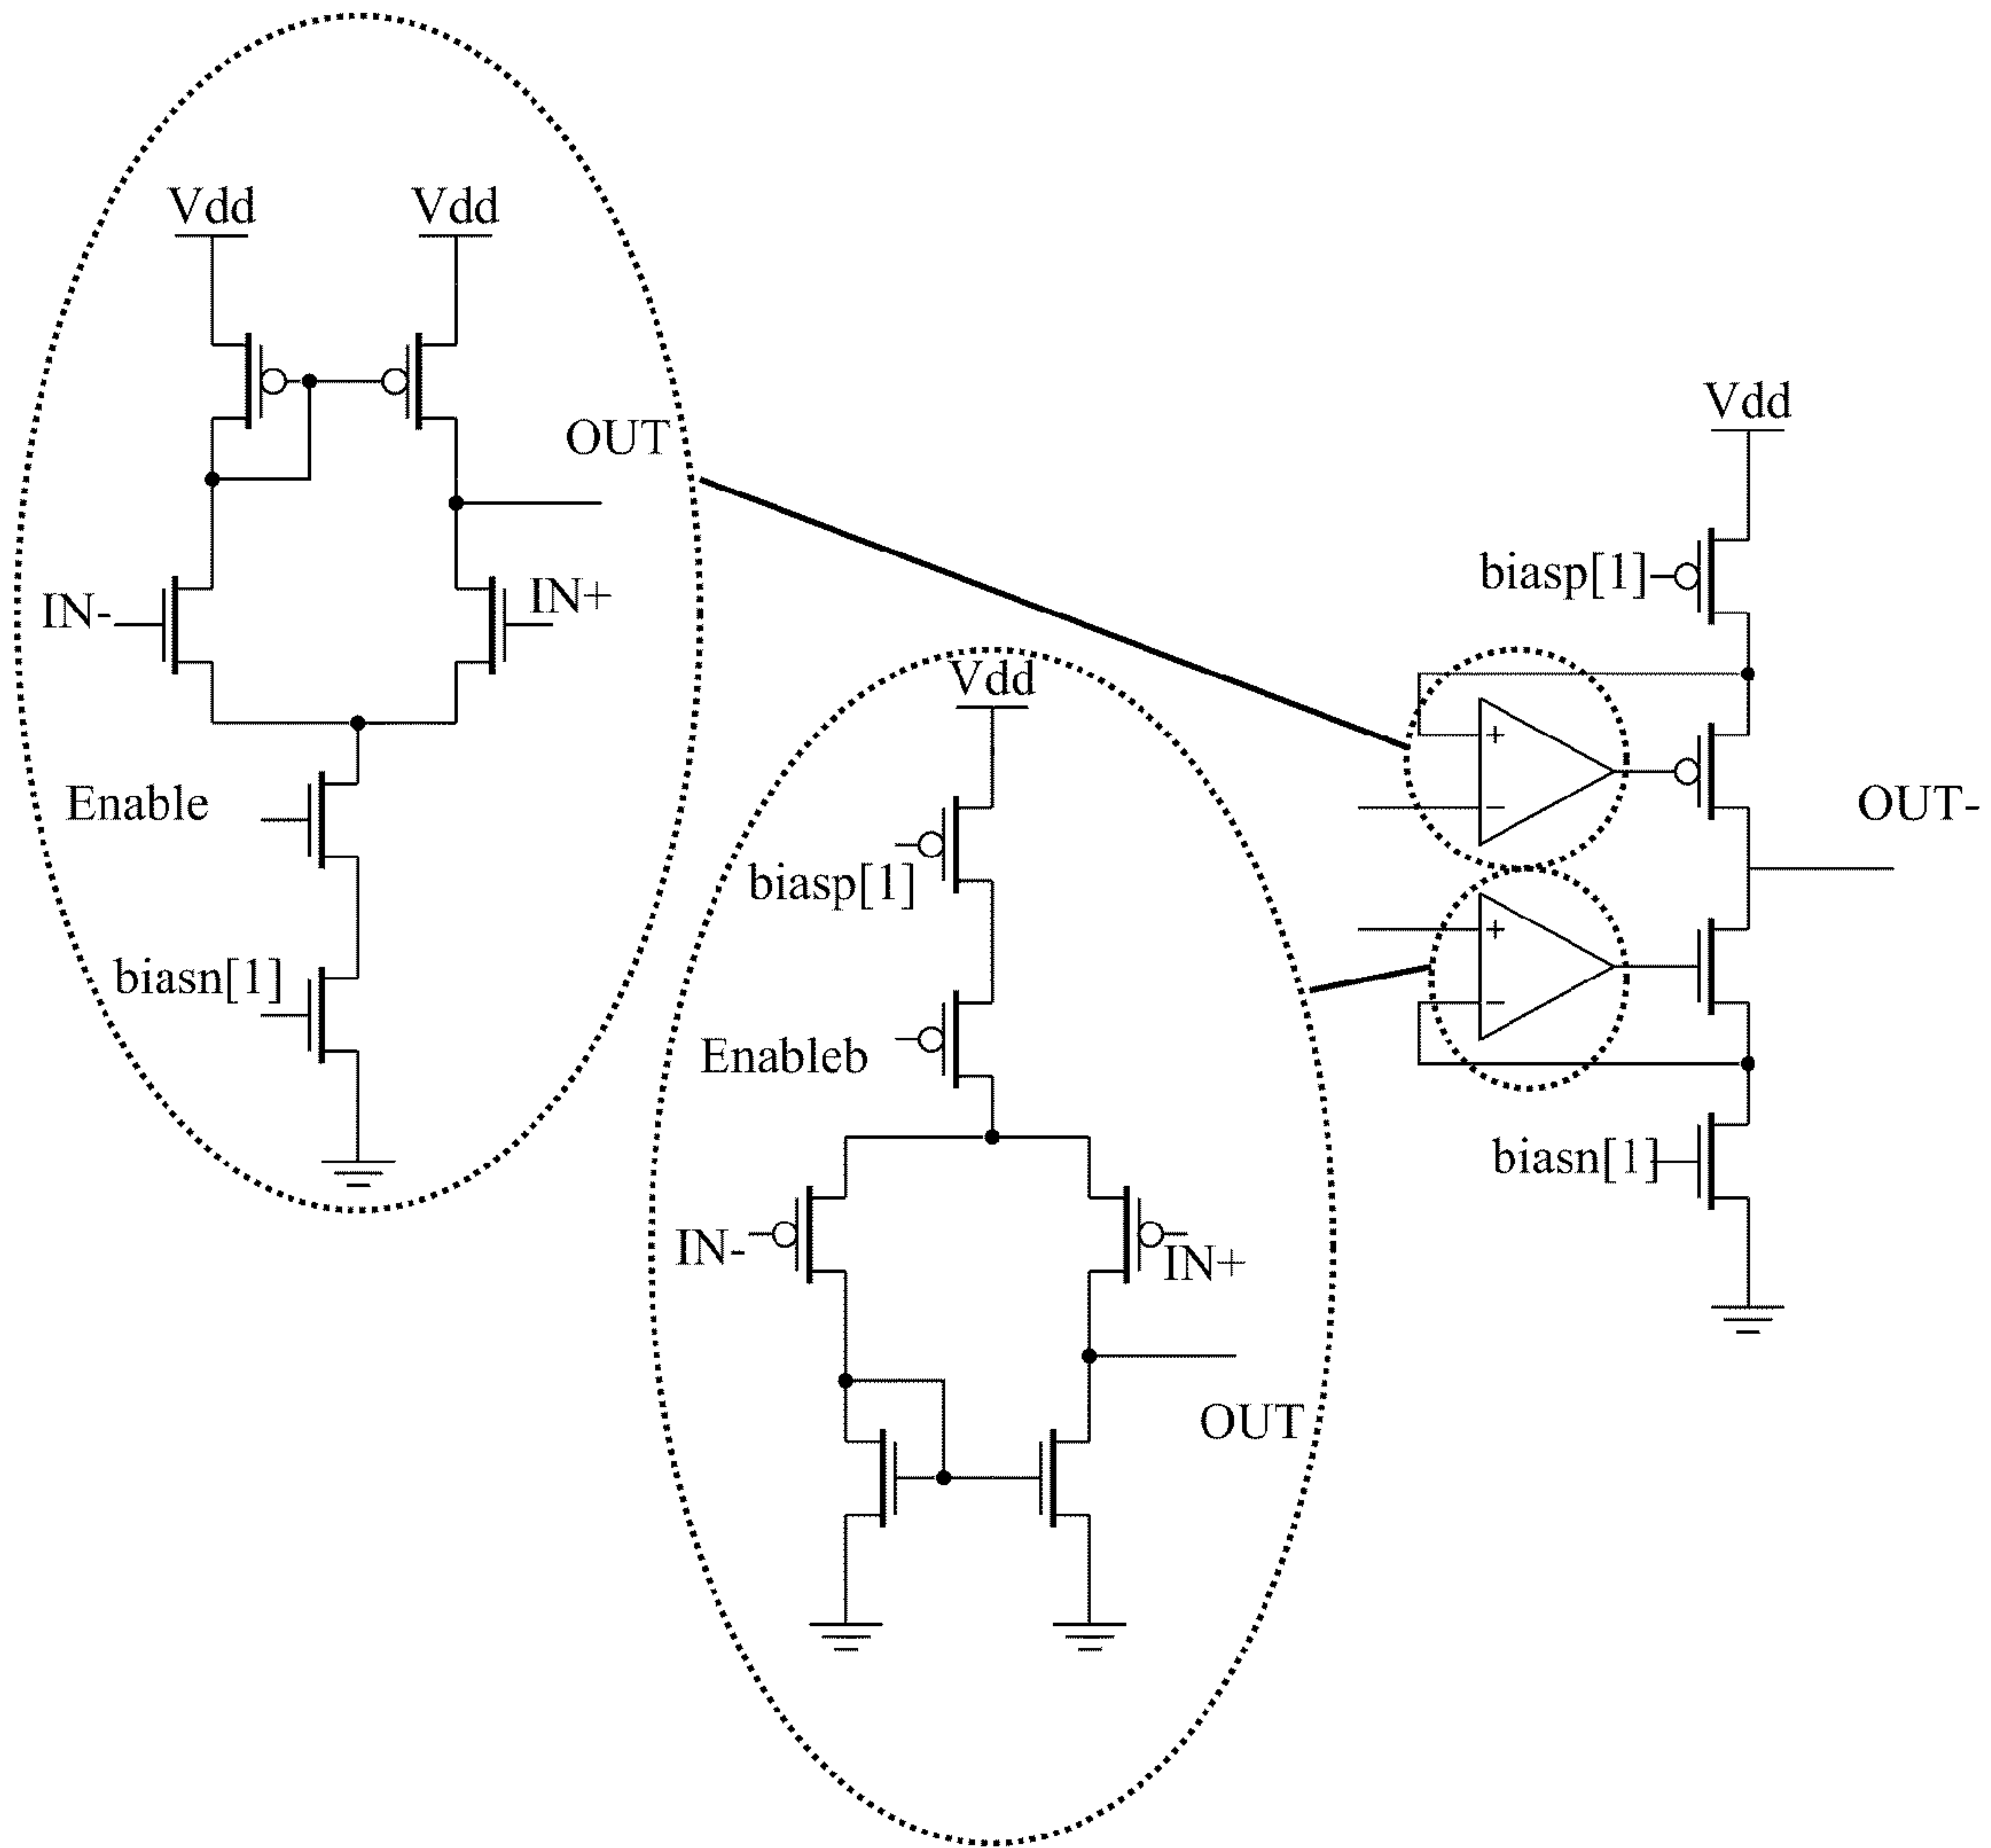 Vdd
Vdd
OUT
IN-
IN+
Enable
biasn[1]
Vdd
biasp[1]
Enableb
IN-
IN+
OUT
Vdd
biasp[1]
+
−
OUT-
+
−
biasn[1]